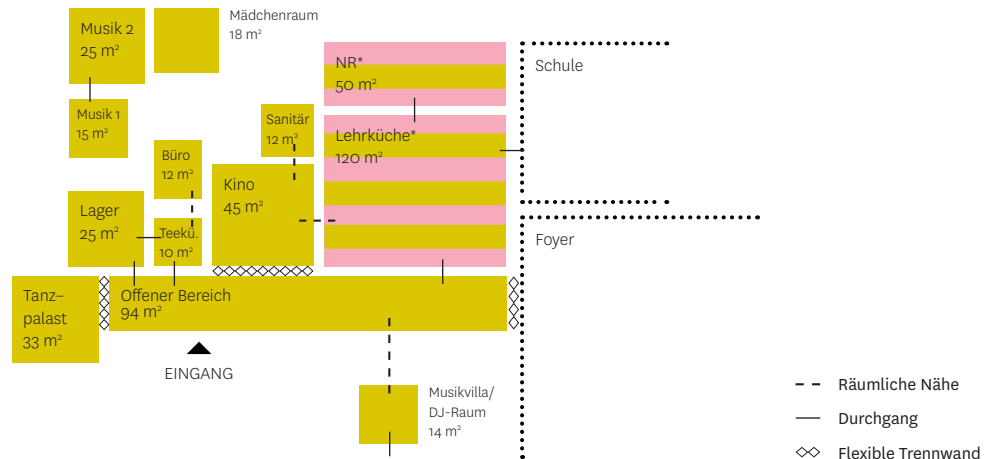 Musik 2
25 m²
Mädchenraum
18 m²
NR*
50 m²
Schule
Musik 1
15 m²
Sanitär
12 m²
Lehrküche*
120 m²
Büro
12 m²
Kino
45 m²
Lager
25 m²
Teekü.
10 m²
Foyer
Tanz–
palast
33 m²
Offener Bereich
94 m²
EINGANG
Musikvilla/
DJ-Raum
14 m²
Räumliche Nähe
Durchgang
Flexible Trennwand